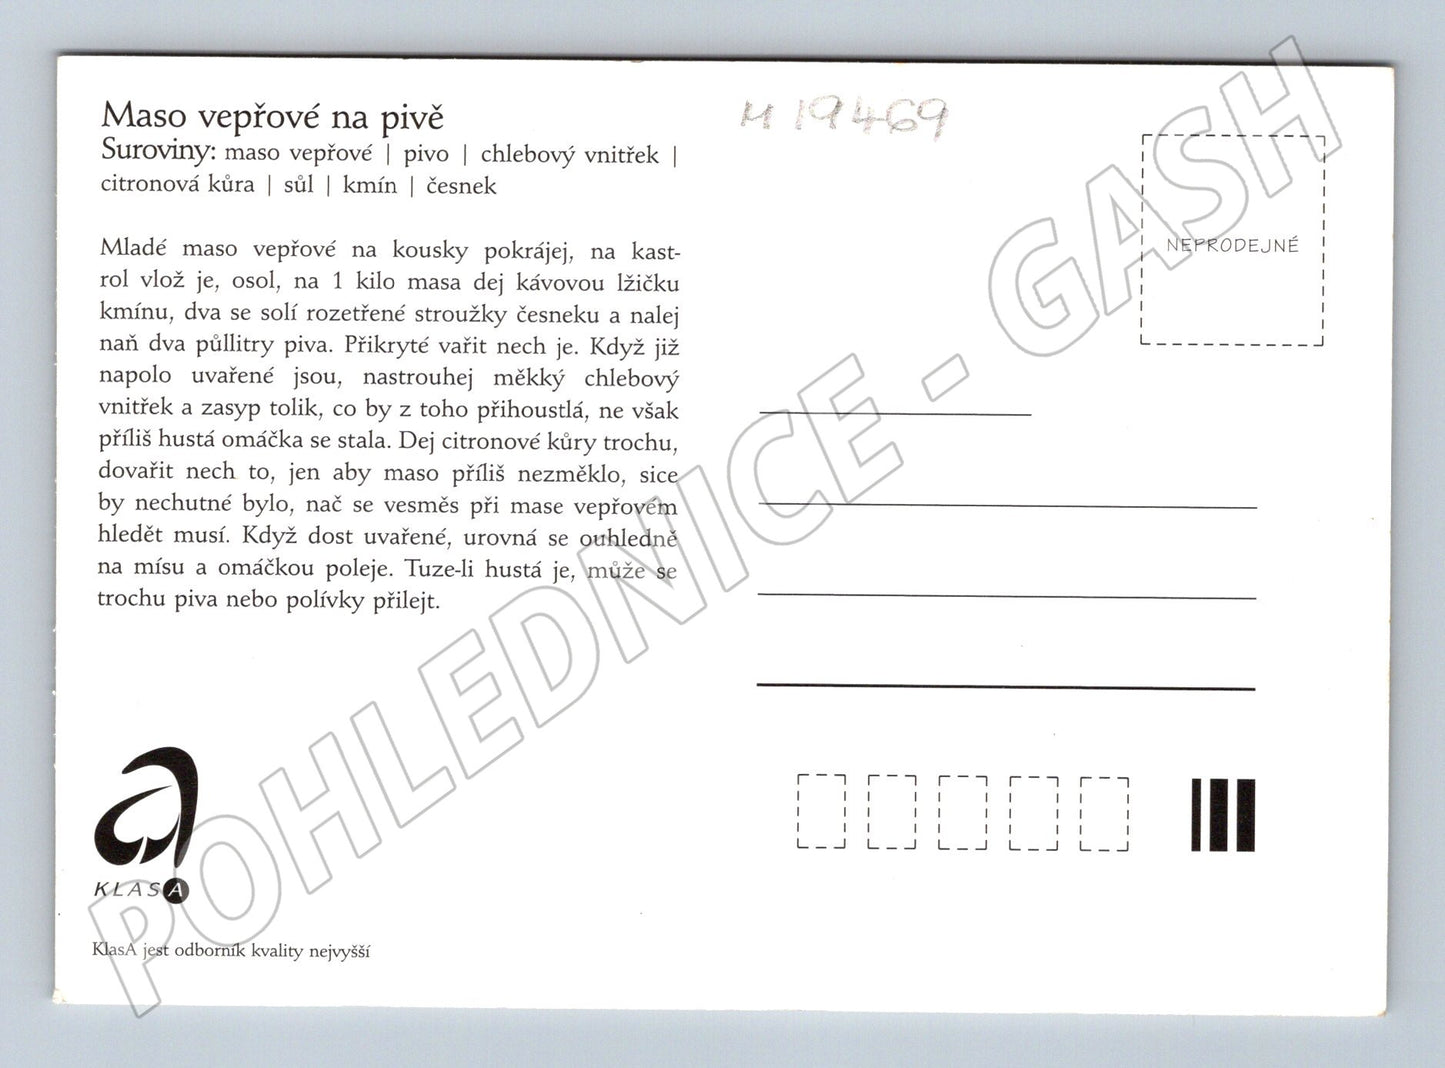 Maso vepřové na pivě
Suroviny: maso vepřové | pivo | chlebový vnitřek |
citronová kůra | sůl | kmín | česnek
Mladé maso vepřové na kousky pokrájej, na kast-
rol vlož je, osol, na 1 kilo masa dej kávovou lžičku
kmínu, dva se solí rozetřené stroužky česneku a nalej
naň dva půllitry piva. Přikryté vařit nech je. Když již
napolo uvařené jsou, nastrouhej měkký chlebový
vnitřek a zasyp tolik, co by z toho přihoustlá, ne však
příliš hustá omáčka se stala. Dej citronové kůry trochu,
dovařit nech to, jen aby maso příliš nezměklo, sice
by nechutné bylo, nač se vesměs při mase vepřovém
hledět musí. Když dost uvařené, urovná se ouhledně
na mísu a omáčkou poleje. Tuze-li hustá je, může se
trochu piva nebo polívky přilejt.
KLASA
KlasA jest odborník kvality nejvyšší
H 19469
NEPRODEJNÉ
POHLEDNICE - GASH